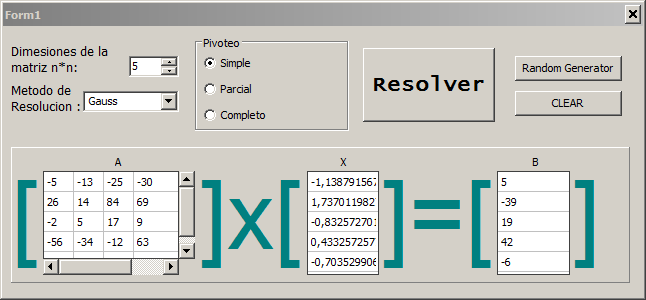 Form1
Dimesiones de la
matriz n*n:
5
Metodo de
Resolucion :
Gauss
Pivoteo
Simple
Parcial
Completo
Resolver
Random Generator
CLEAR
A
X
B
[ ] x [ ] = [ ]
-5 -13 -25 -30
26 14 84 69
-2 5 17 9
-56 -34 -12 63
-1,138791567
1,737011982
-0,832572701
0,433257257
-0,703529906
5
-39
19
42
-6